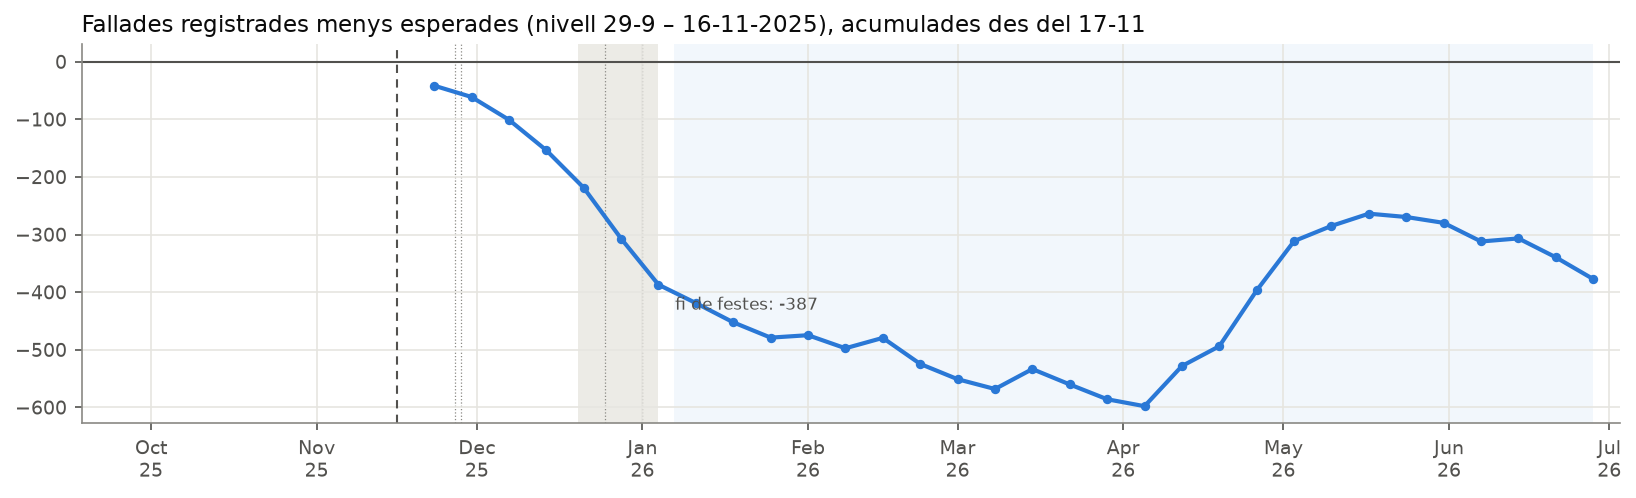 Fallades registrades menys esperades (nivell 29-9 – 16-11-2025), acumulades des del 17-11
0
−100
−200
−300
−400
−500
−600
fi de festes: -387
Oct Nov Dec Jan Feb Mar Apr May Jun Jul
25 25 25 26 26 26 26 26 26 26